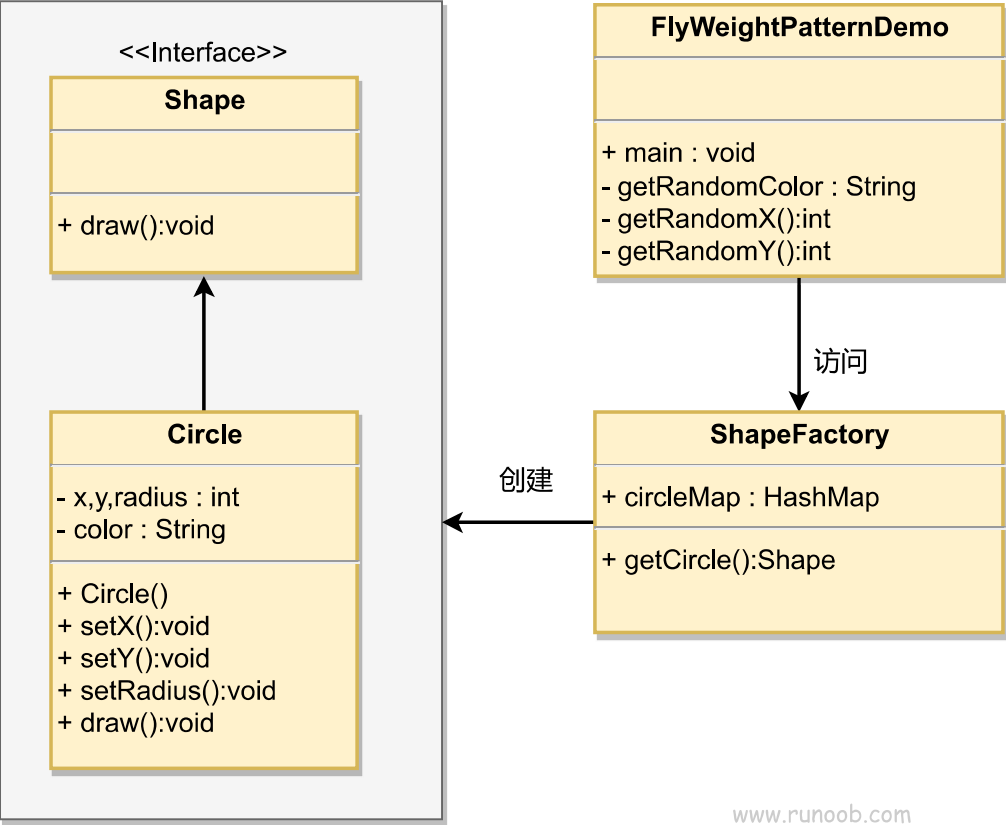 <<Interface>>
Shape
+ draw():void
Circle
- x,y,radius : int
- color : String
+ Circle()
+ setX():void
+ setY():void
+ setRadius():void
+ draw():void
FlyWeightPatternDemo
+ main : void
- getRandomColor : String
- getRandomX():int
- getRandomY():int
访问
创建
ShapeFactory
+ circleMap : HashMap
+ getCircle():Shape
www.runoob.com